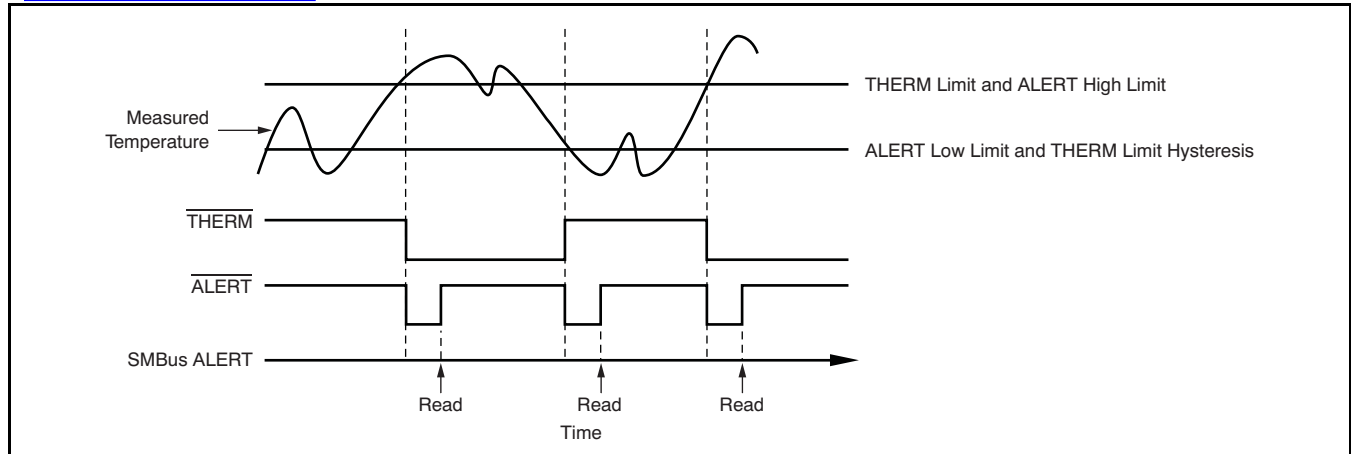 THERM Limit and ALERT High Limit
Measured
Temperature
ALERT Low Limit and THERM Limit Hysteresis
THERM
ALERT
SMBus ALERT
Read
Read
Read
Time